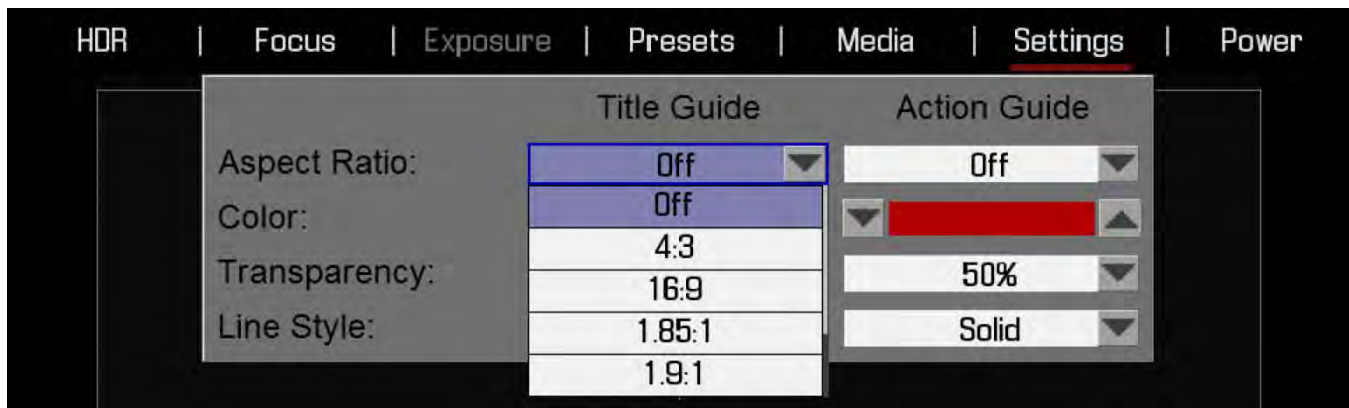 HDR | Focus | Exposure | Presets | Media | Settings | Power
Title Guide Action Guide
Aspect Ratio: Off Off
Off
Color:
4:3
Transparency: 16:9 50%
Line Style: 1.85:1 Solid
1.9:1